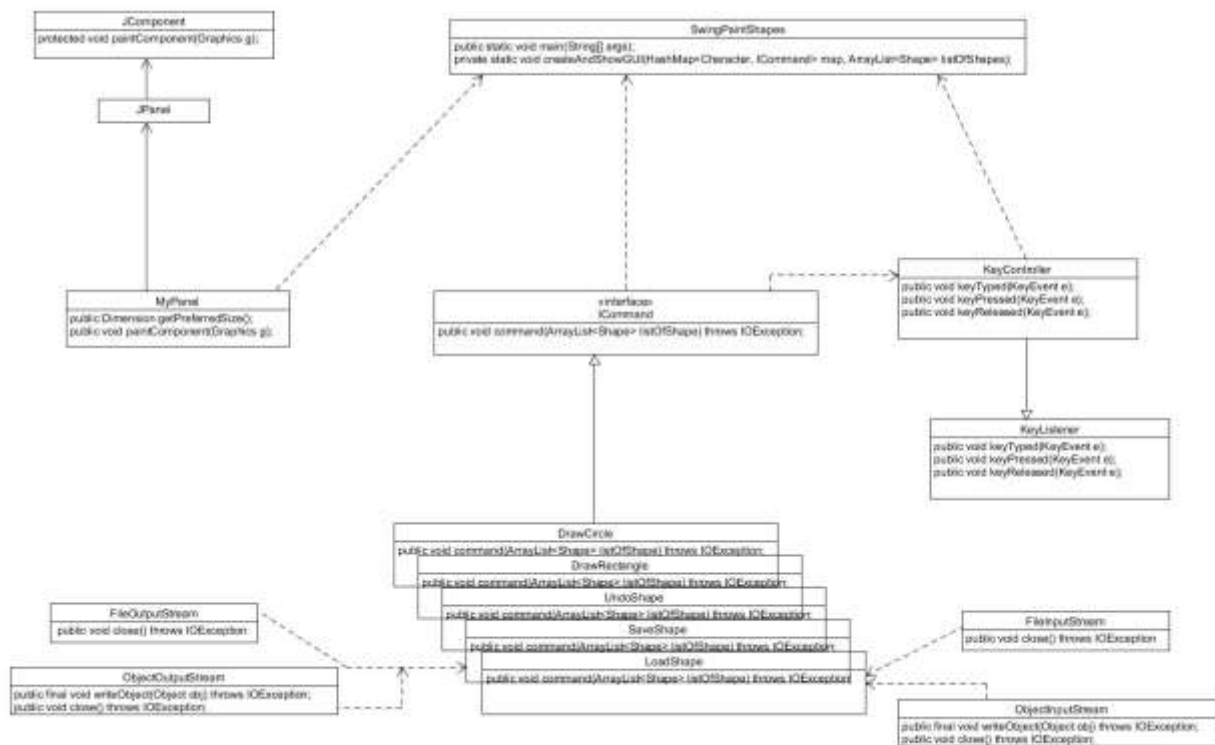 JComponent
protected void paintComponent(Graphics g);
JPanel
MyPanel
public Dimension getPreferredSize();
public void paintComponent(Graphics g);
SwingPaintShapes
public static void main(String[] args);
private static void createAndShowGUI(HashMap<Character, ICommand> map, ArrayList<Shape> listOfShapes);
«interface»
ICommand
public void command(ArrayList<Shape> listOfShape) throws IOException;
KeyController
public void keyTyped(KeyEvent e);
public void keyPressed(KeyEvent e);
public void keyReleased(KeyEvent e);
KeyListener
public void keyTyped(KeyEvent e);
public void keyPressed(KeyEvent e);
public void keyReleased(KeyEvent e);
DrawCircle
public void command(ArrayList<Shape> listOfShape) throws IOException;
DrawRectangle
public void command(ArrayList<Shape> listOfShape) throws IOException;
UndoShape
public void command(ArrayList<Shape> listOfShape) throws IOException;
SaveShape
public void command(ArrayList<Shape> listOfShape) throws IOException;
LoadShape
public void command(ArrayList<Shape> listOfShape) throws IOException
FileOutputStream
public void close() throws IOException
ObjectOutputStream
public final void writeObject(Object obj) throws IOException;
public void close() throws IOException
FileInputStream
public void close() throws IOException
ObjectInputStream
public final void writeObject(Object obj) throws IOException;
public void close() throws IOException;